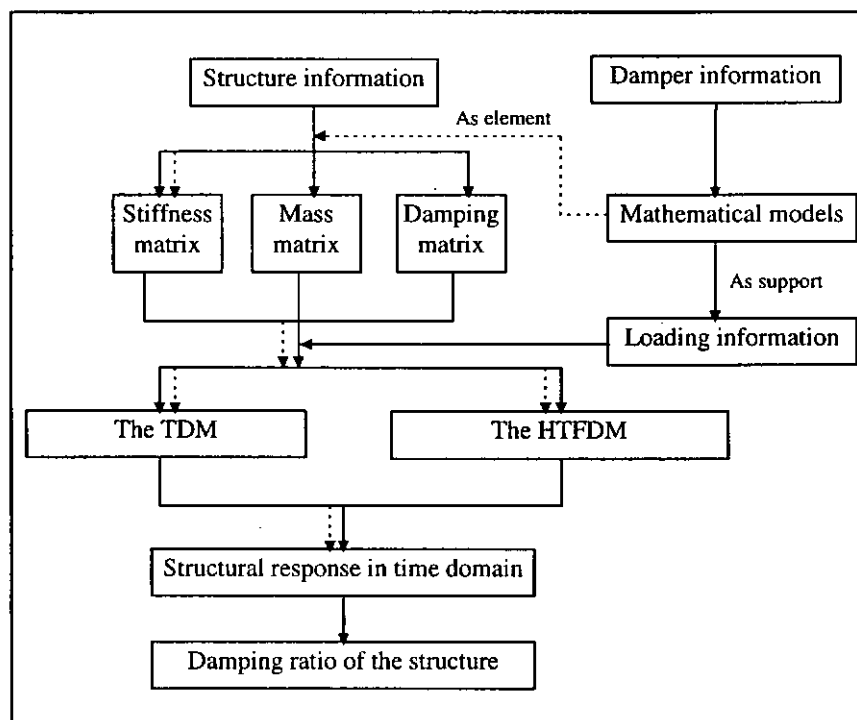 Structure information
Damper information
As element
Stiffness
matrix
Mass
matrix
Damping
matrix
Mathematical models
As support
Loading information
The TDM
The HTFDM
Structural response in time domain
Damping ratio of the structure